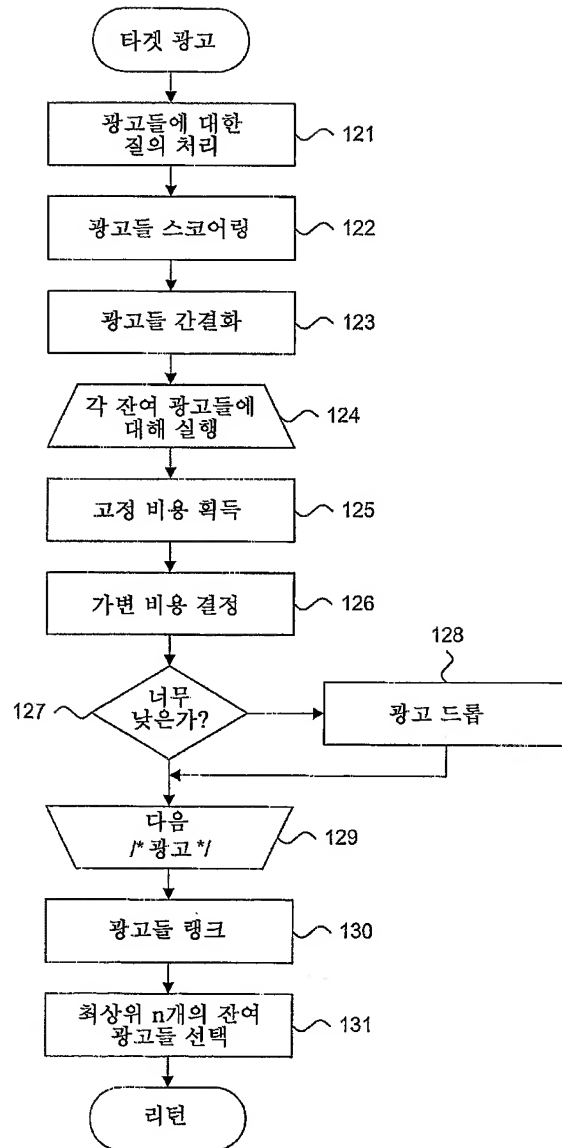 타겟 광고
광고들에 대한
질의 처리
121
광고들 스코어링
122
광고들 간결화
123
각 잔여 광고들에
대해 실행
124
고정 비용 획득
125
가변 비용 결정
126
128
127
너무
낮은가?
광고 드롭
다음
/*광고*/
129
광고들 랭크
130
최상위 n개의 잔여
광고들 선택
131
리턴